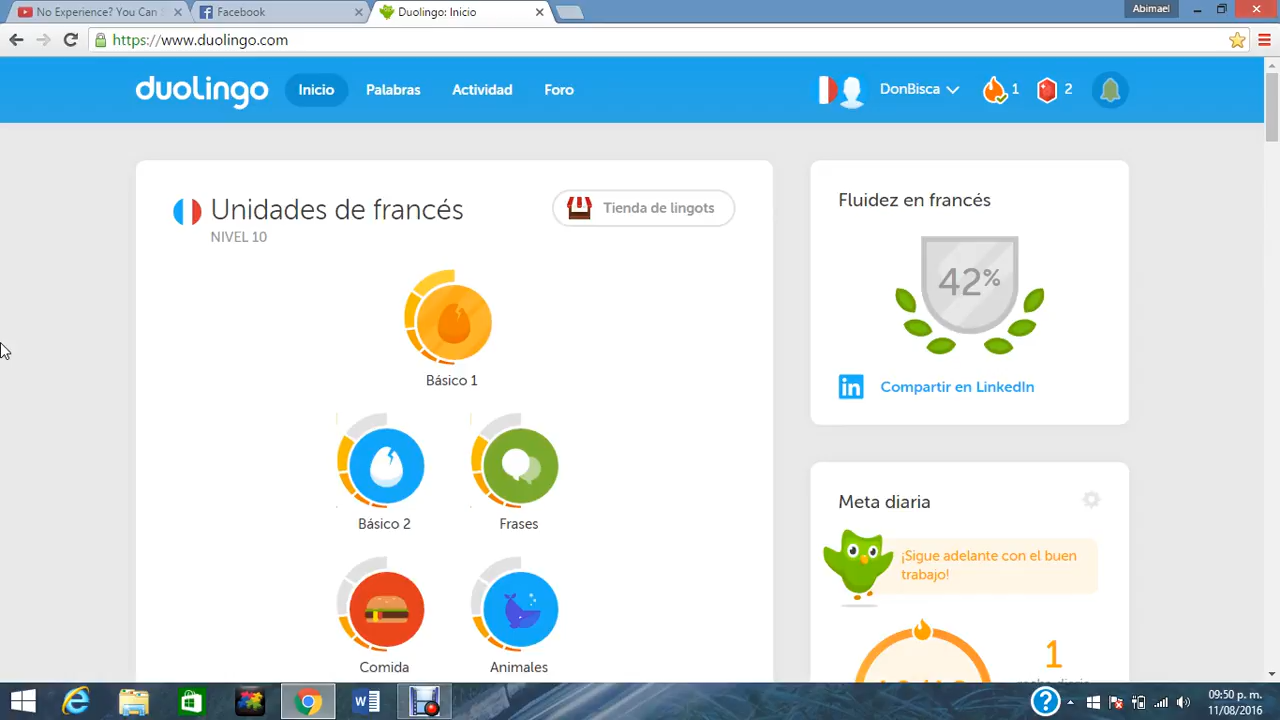 No Experience? You Can
Facebook
Duolingo: Inicio
Abimael
https://www.duolingo.com
duolingo
Inicio
Palabras
Actividad
Foro
DonBisca
1
2
Unidades de francés
NIVEL 10
Tienda de lingots
Básico 1
Básico 2
Frases
Comida
Animales
Fluidez en francés
42%
in
Compartir en LinkedIn
Meta diaria
¡Sigue adelante con el buen
trabajo!
1
09:50 p. m.
11/08/2016